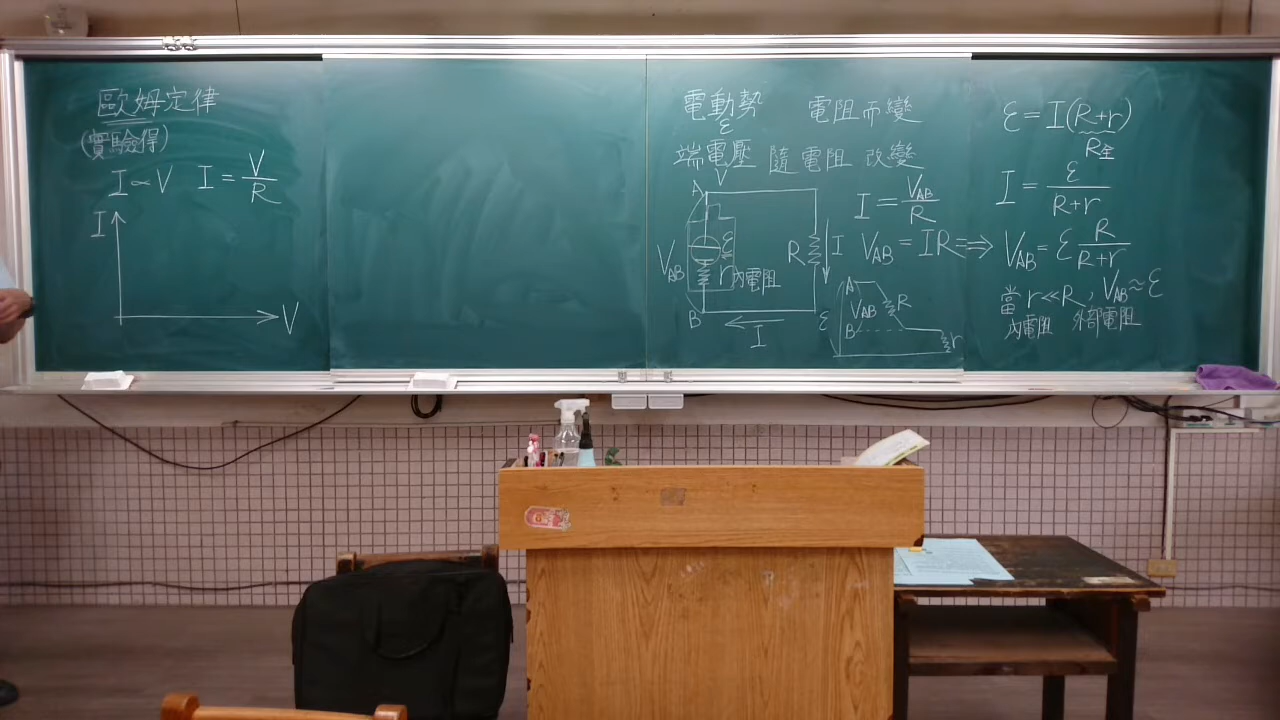 歐姆定律
(實驗得)
I∝V I = V/R
I
V
電動勢 電阻而變
ε
端電壓 隨電阻 改變
V
A
I = V_AB/R
V_AB ε R I V_AB = IR ⇒
r 內電阻
B
I
A
V_AB R
ε B
r
ε = I(R+r)
R全
I = ε/(R+r)
V_AB = ε R/(R+r)
當 r≪R, V_AB≈ε
內電阻 外部電阻